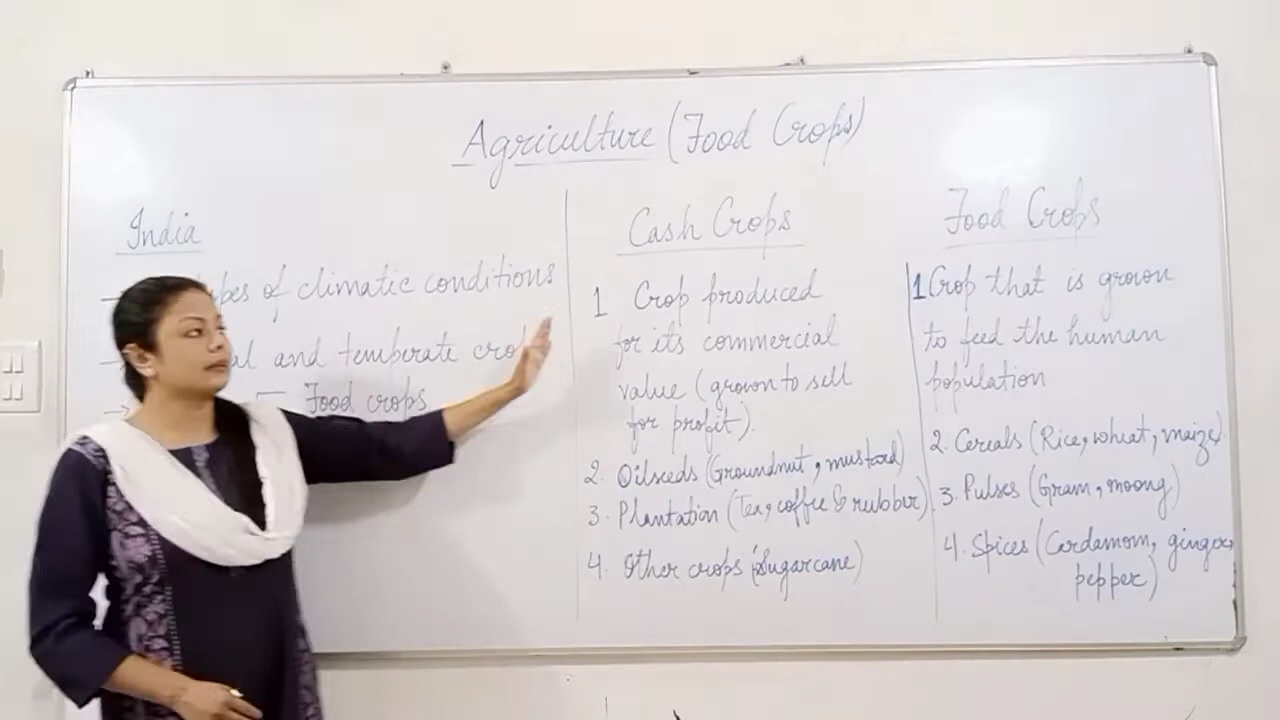 Agriculture (Food Crops)
India
of climatic conditions
and temperate
Food crops
Cash Crops
1 Crop produced
for its commercial
value (grown to sell
for profit).
2. Oilseeds (Groundnut, mustard)
3. Plantation (Tea, coffee & rubber)
4. Other crops (Sugarcane)
Food Crops
1 Crop that is grown
to feed the human
population
2. Cereals (Rice, wheat, maize).
3. Pulses (Gram, moong)
4. Spices (Cardamom, ginger,
pepper)